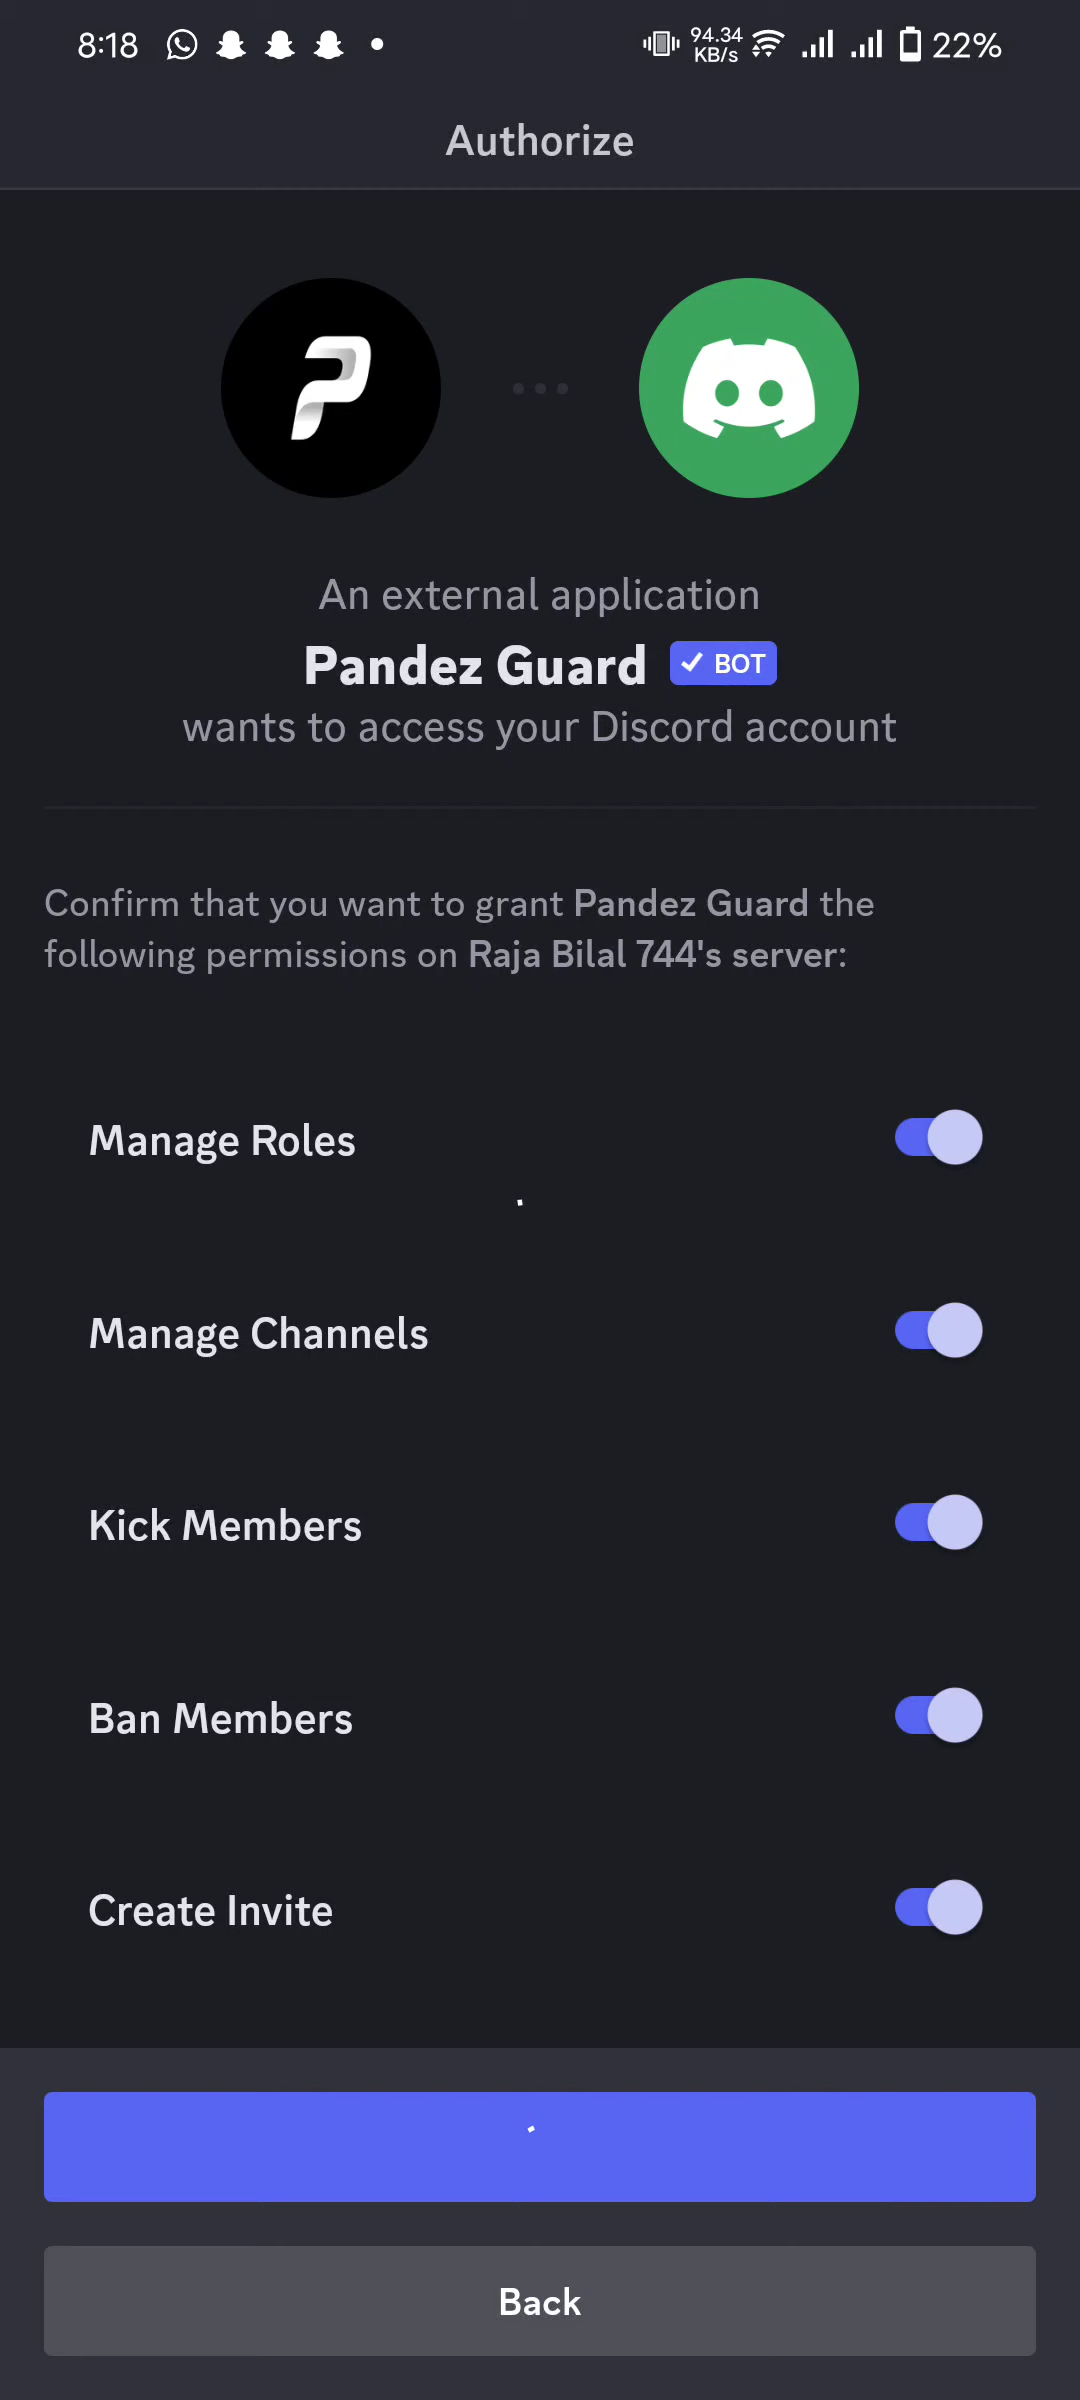 8:18 94.34 KB/s 22%
Authorize
An external application
Pandez Guard BOT
wants to access your Discord account
Confirm that you want to grant Pandez Guard the
following permissions on Raja Bilal 744's server:
Manage Roles
Manage Channels
Kick Members
Ban Members
Create Invite
Back